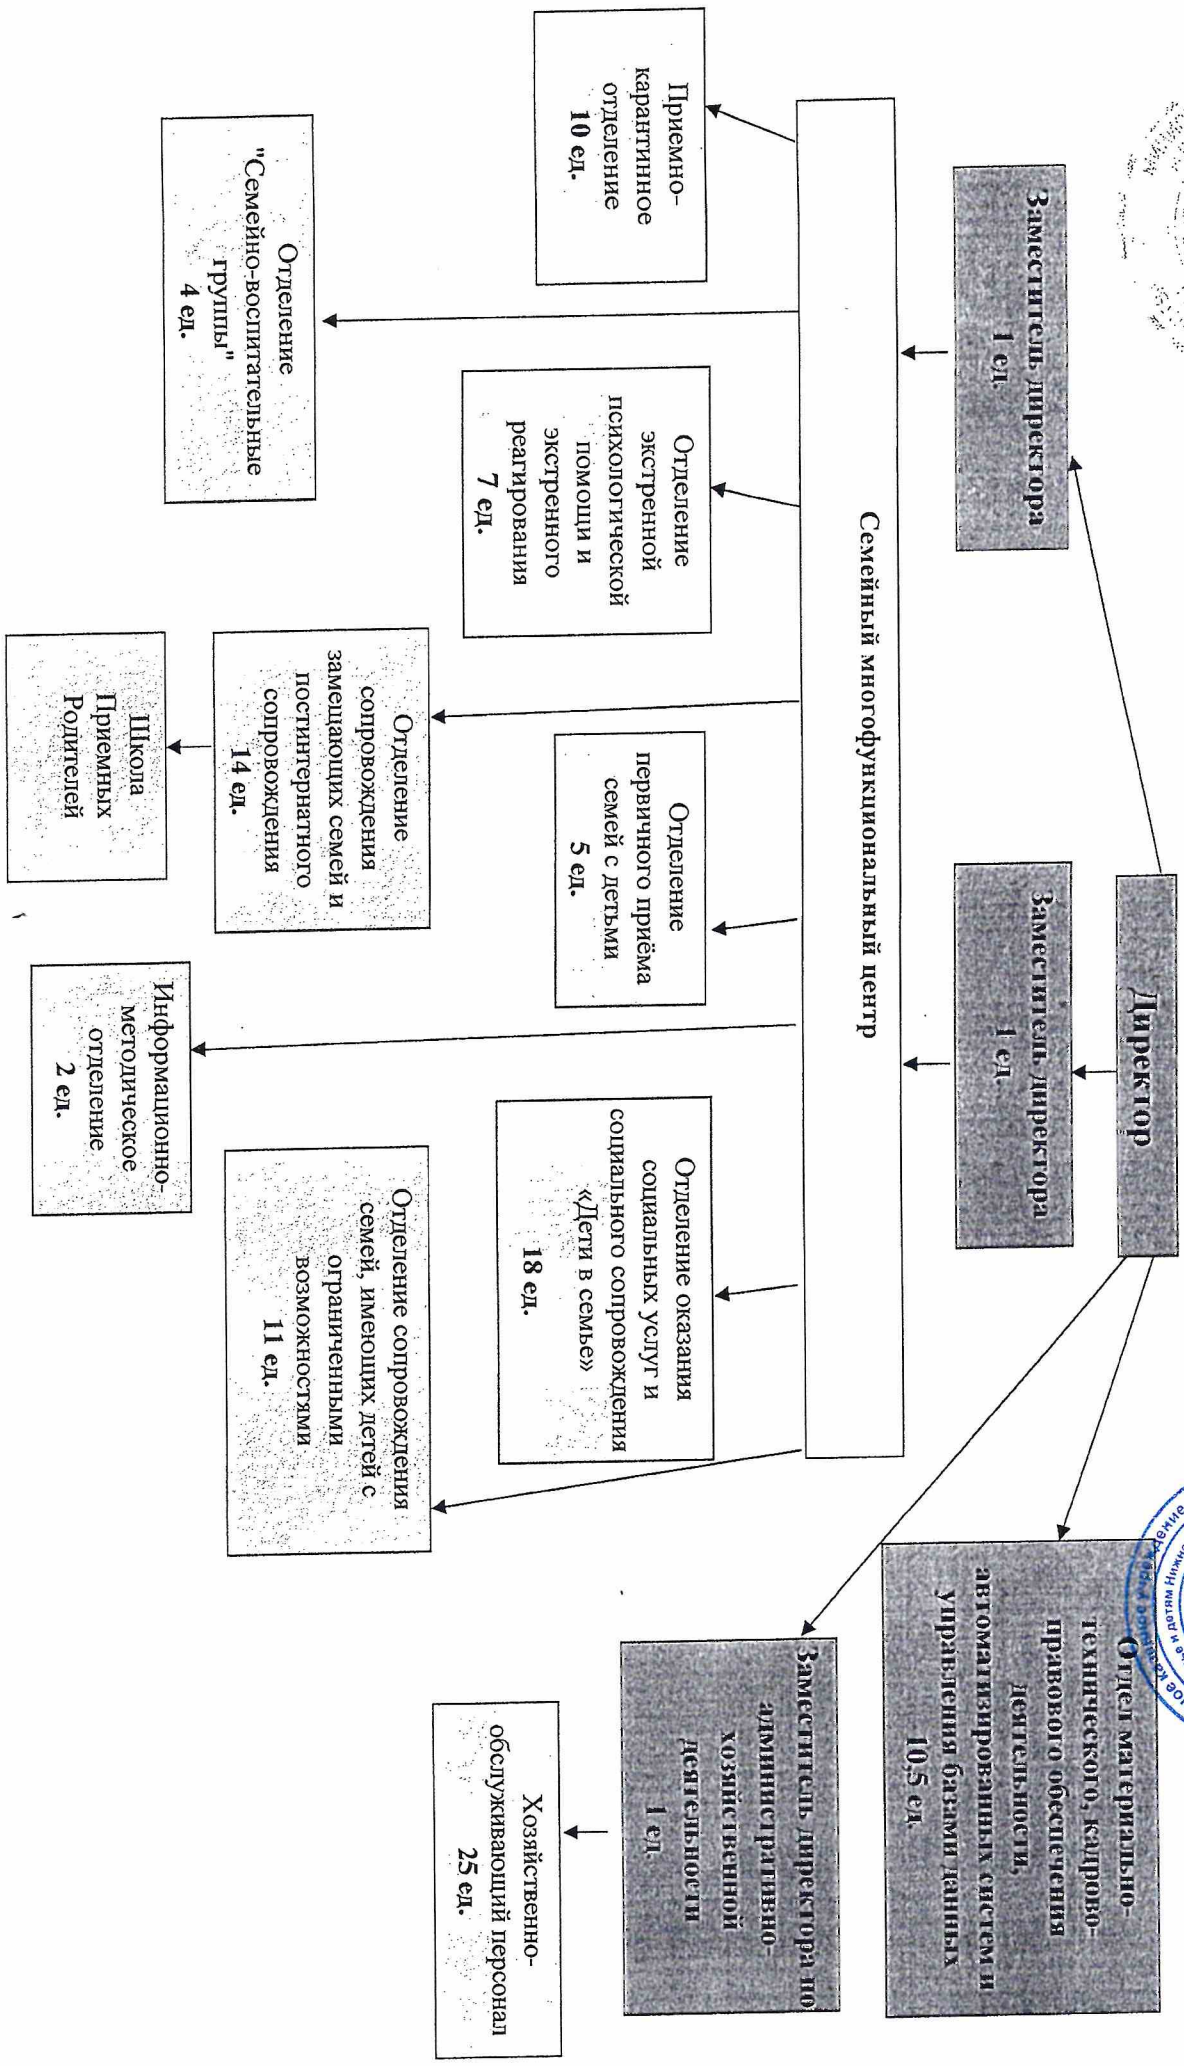 Директор
Заместитель директора
1 ед.
Заместитель директора
1 ед.
Отдел материально-
технического, кадрово-
правового обеспечения
деятельности,
автоматизированных систем и
управления базами данных
10,5 ед.
Заместитель директора по
административно-
хозяйственной
деятельности
1 ед.
Хозяйственно-
обслуживающий персонал
25 ед.
Семейный многофункциональный центр
Приемно-
карантинное
отделение
10 ед.
Отделение
"Семейно-воспитательные
группы"
4 ед.
Отделение
экстренной
психологической
помощи и
экстренного
реагирования
7 ед.
Отделение
сопровождения
замещающих семей и
постинтернатного
сопровождения
14 ед.
Школа
Приемных
Родителей
Отделение
первичного приёма
семей с детьми
5 ед.
Информационно-
методическое
отделение
2 ед.
Отделение оказания
социальных услуг и
социального сопровождения
«Дети в семье»
18 ед.
Отделение сопровождения
семей, имеющих детей с
ограниченными
возможностями
11 ед.